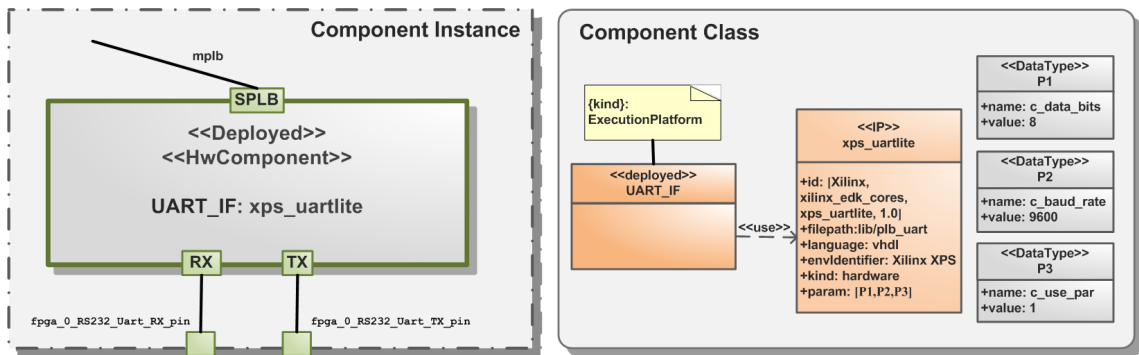 Component Instance
mplb
SPLB
<<Deployed>>
<<HwComponent>>
UART_IF: xps_uartlite
RX
TX
fpga_0_RS232_Uart_RX_pin
fpga_0_RS232_Uart_TX_pin
Component Class
{kind}:
ExecutionPlatform
<<deployed>>
UART_IF
<<use>>
<<IP>>
xps_uartlite
+id: [Xilinx,
xilinx_edk_cores,
xps_uartlite, 1.0]
+filepath:lib/plb_uart
+language: vhdl
+envIdentifier: Xilinx XPS
+kind: hardware
+param: [P1,P2,P3]
<<DataType>>
P1
+name: c_data_bits
+value: 8
<<DataType>>
P2
+name: c_baud_rate
+value: 9600
<<DataType>>
P3
+name: c_use_par
+value: 1